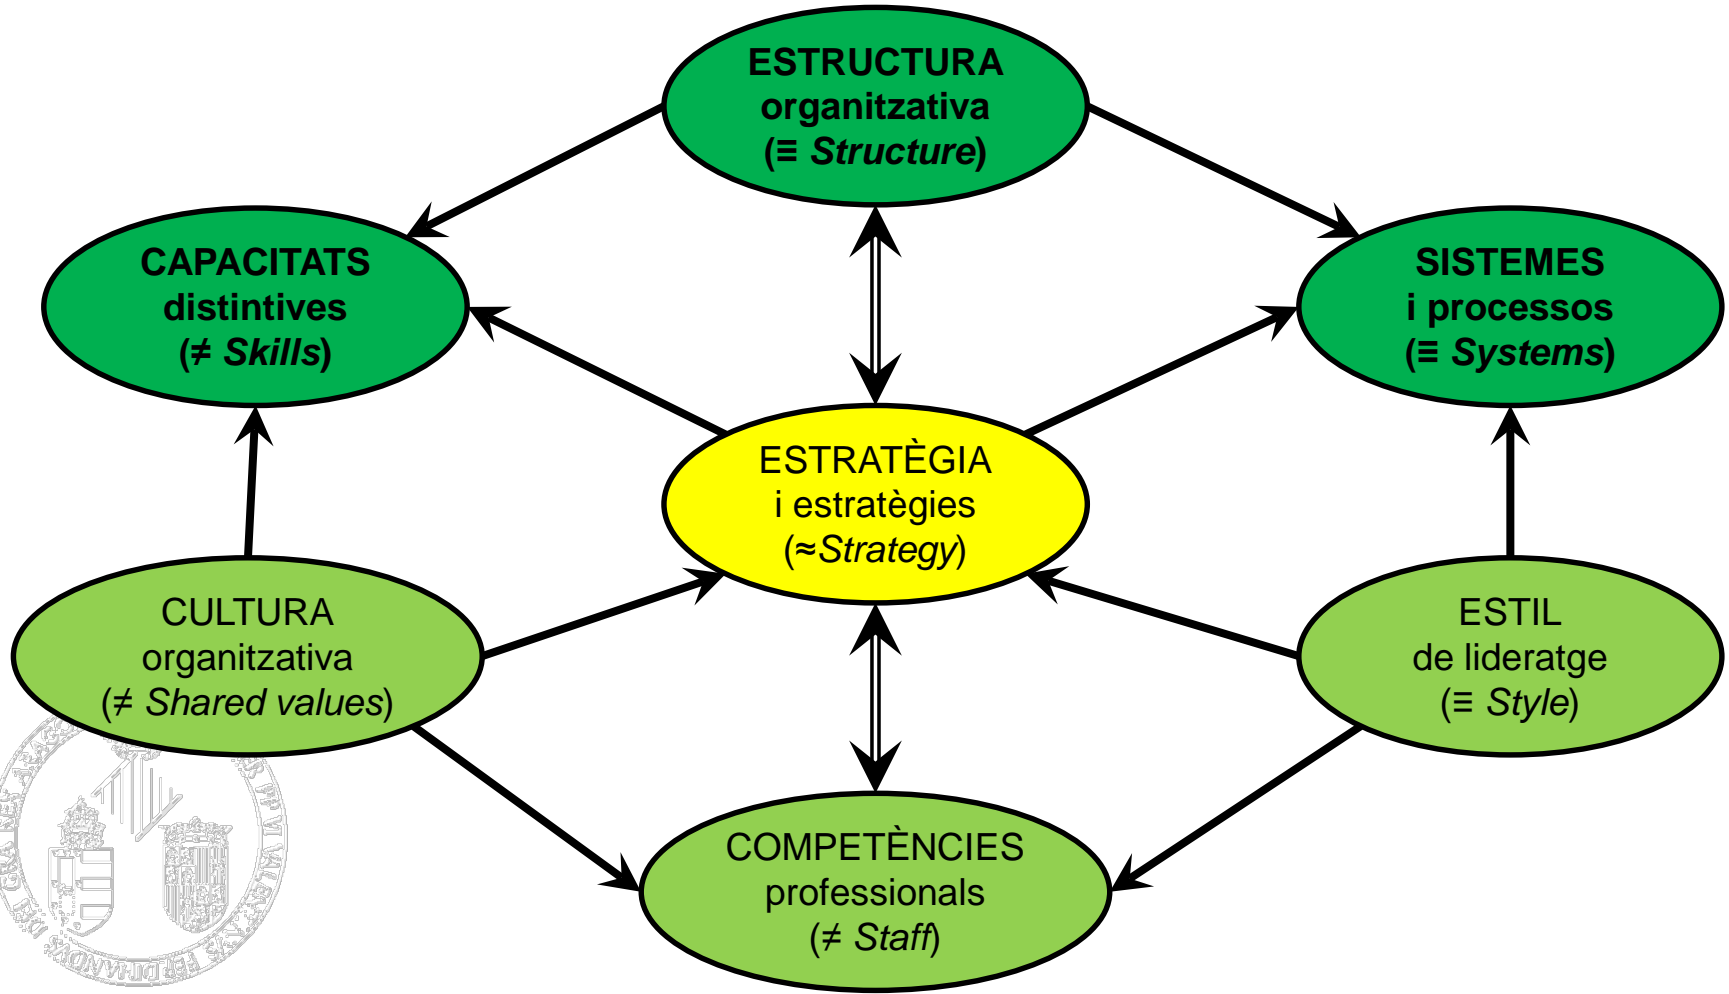 ESTRUCTURA
organitzativa
(≡ Structure)
CAPACITATS
distintives
(≠ Skills)
SISTEMES
i processos
(≡ Systems)
ESTRATÈGIA
i estratègies
(≈Strategy)
CULTURA
organitzativa
(≠ Shared values)
ESTIL
de lideratge
(≡ Style)
COMPETÈNCIES
professionals
(≠ Staff)